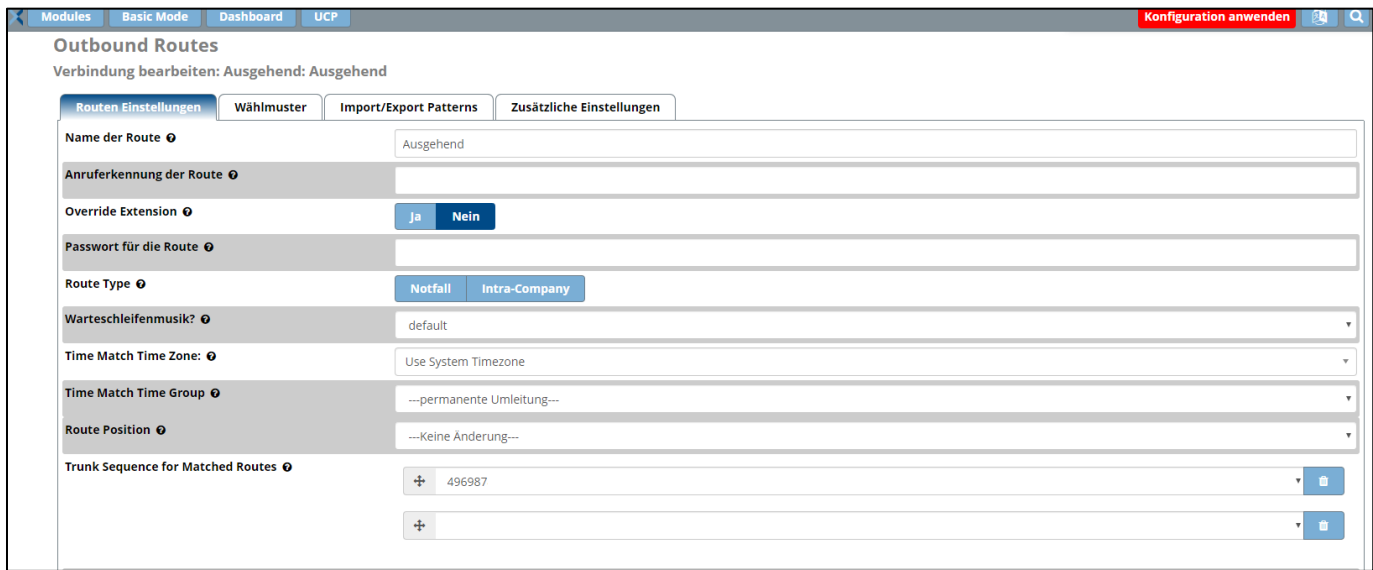 Modules Basic Mode Dashboard UCP Konfiguration anwenden
Outbound Routes
Verbindung bearbeiten: Ausgehend: Ausgehend
Routen Einstellungen Wählmuster Import/Export Patterns Zusätzliche Einstellungen
Name der Route Ausgehend
Anruferkennung der Route
Override Extension Ja Nein
Passwort für die Route
Route Type Notfall Intra-Company
Warteschleifenmusik? default
Time Match Time Zone: Use System Timezone
Time Match Time Group ---permanente Umleitung---
Route Position ---Keine Änderung---
Trunk Sequence for Matched Routes
496987